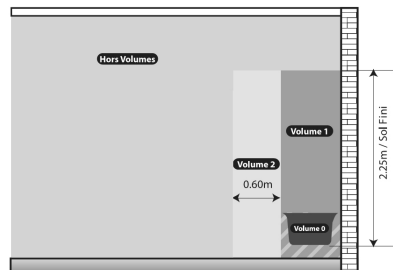 Hors Volumes
Volume 1
Volume 2
0.60m
Volume 0
2.25m / Sol Fini